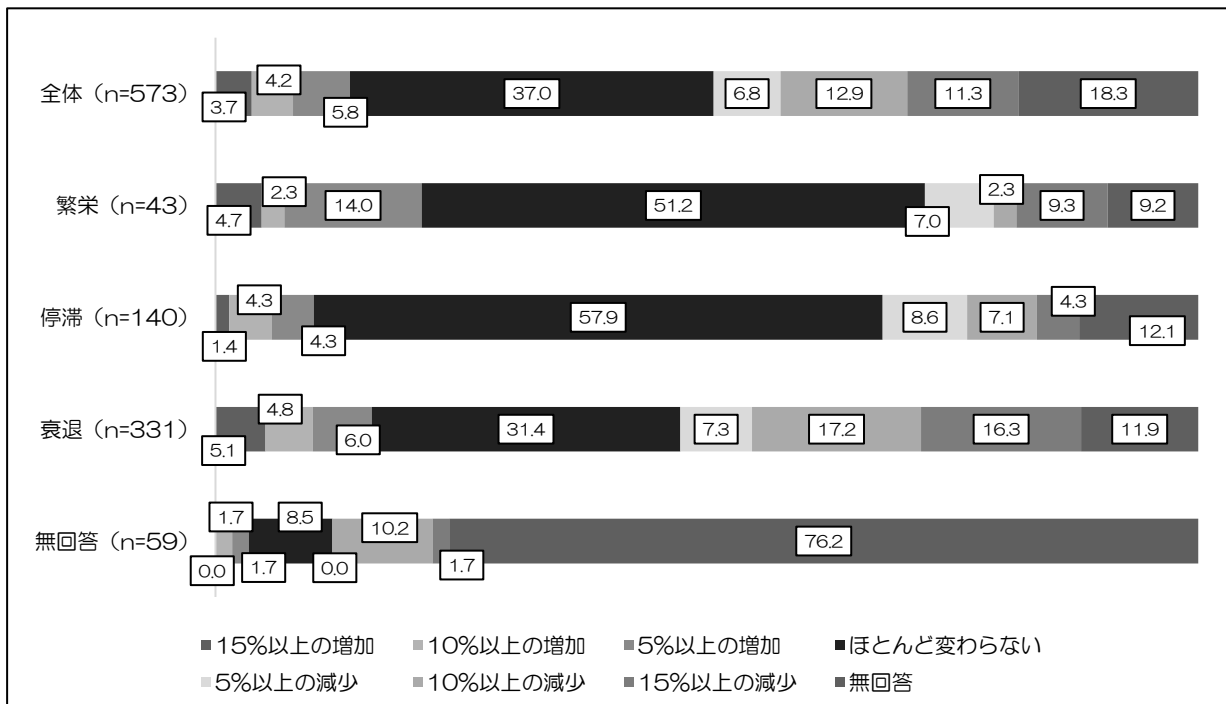 全体（n=573）
3.7 4.2 5.8 37.0 6.8 12.9 11.3 18.3
繁栄（n=43）
4.7 2.3 14.0 51.2 7.0 2.3 9.3 9.2
停滞（n=140）
1.4 4.3 4.3 57.9 8.6 7.1 4.3 12.1
衰退（n=331）
5.1 4.8 6.0 31.4 7.3 17.2 16.3 11.9
無回答（n=59）
0.0 1.7 1.7 8.5 0.0 10.2 1.7 76.2
15%以上の増加 10%以上の増加 5%以上の増加 ほとんど変わらない
5%以上の減少 10%以上の減少 15%以上の減少 無回答